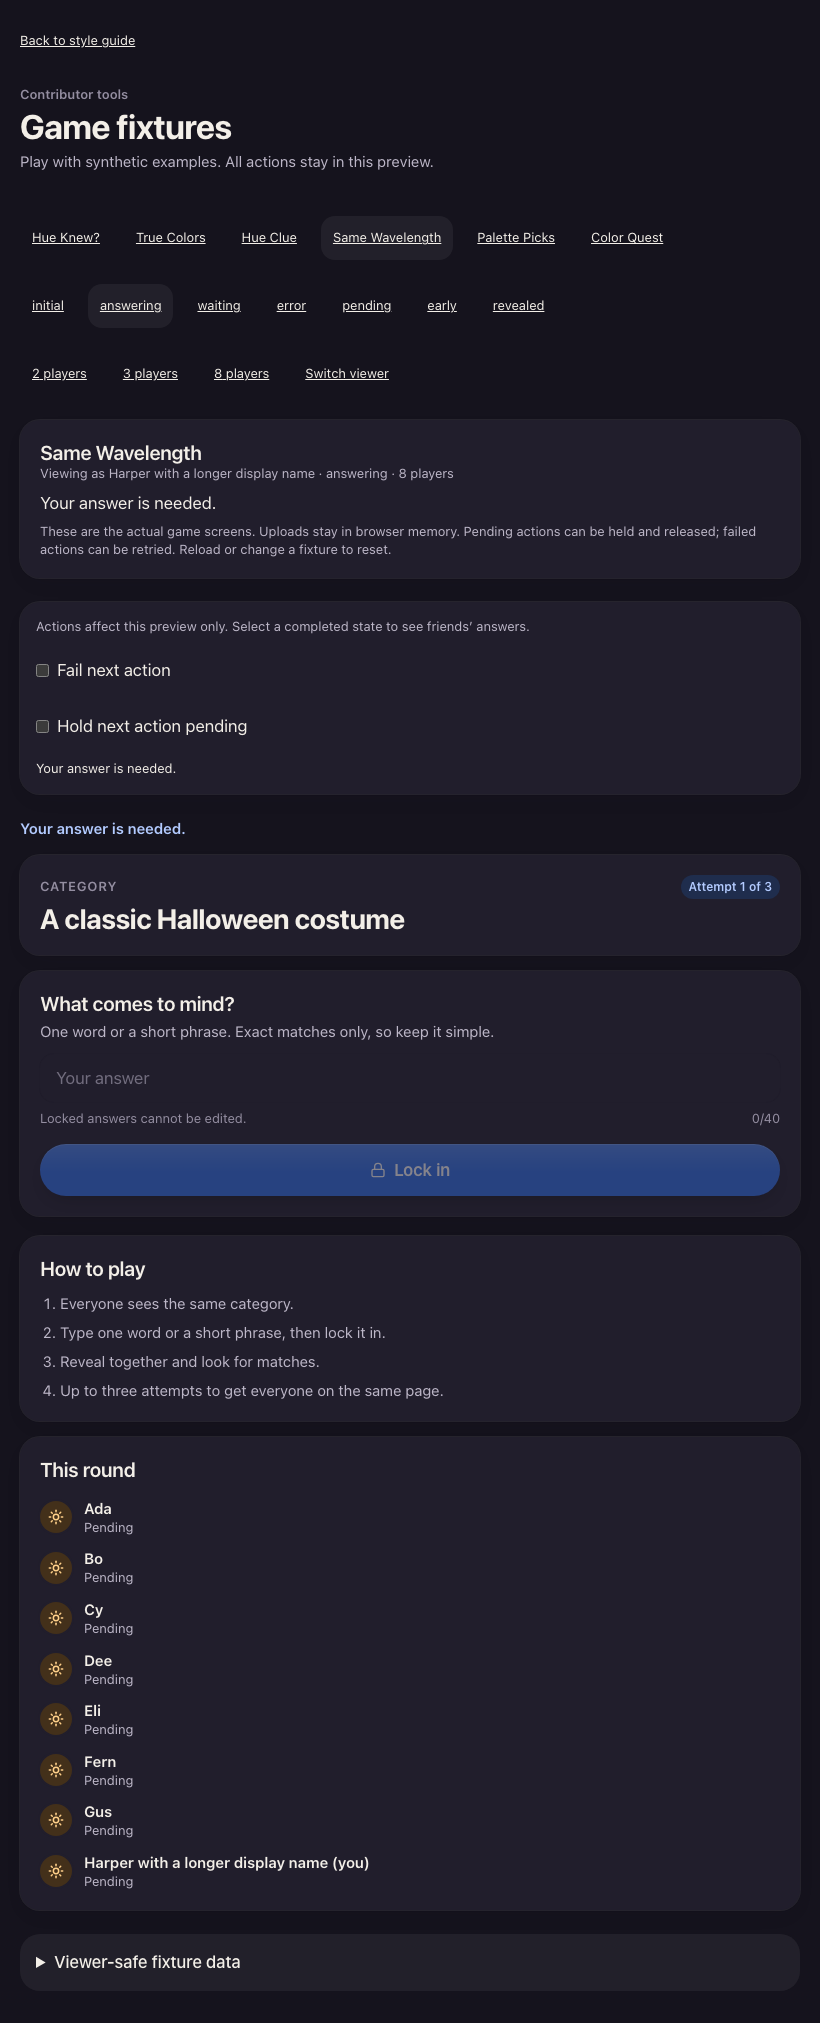 Back to style guide
Contributor tools
Game fixtures
Play with synthetic examples. All actions stay in this preview.
Hue Knew? True Colors Hue Clue Same Wavelength Palette Picks Color Quest
initial answering waiting error pending early revealed
2 players 3 players 8 players Switch viewer
Same Wavelength
Viewing as Harper with a longer display name · answering · 8 players
Your answer is needed.
These are the actual game screens. Uploads stay in browser memory. Pending actions can be held and released; failed
actions can be retried. Reload or change a fixture to reset.
Actions affect this preview only. Select a completed state to see friends’ answers.
Fail next action
Hold next action pending
Your answer is needed.
Your answer is needed.
CATEGORY Attempt 1 of 3
A classic Halloween costume
What comes to mind?
One word or a short phrase. Exact matches only, so keep it simple.
Your answer
Locked answers cannot be edited. 0/40
Lock in
How to play
1. Everyone sees the same category.
2. Type one word or a short phrase, then lock it in.
3. Reveal together and look for matches.
4. Up to three attempts to get everyone on the same page.
This round
Ada
Pending
Bo
Pending
Cy
Pending
Dee
Pending
Eli
Pending
Fern
Pending
Gus
Pending
Harper with a longer display name (you)
Pending
Viewer-safe fixture data